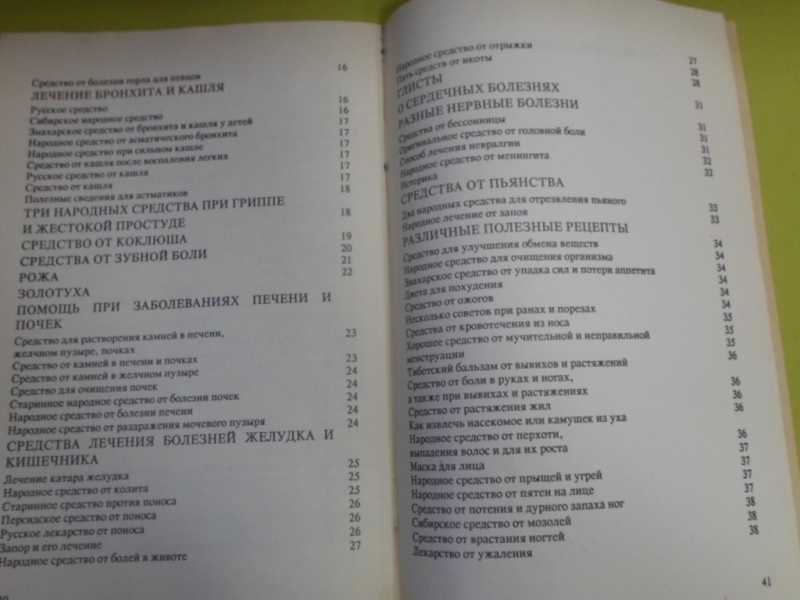 Средство от болезни горла для певцов 16
ЛЕЧЕНИЕ БРОНХИТА И КАШЛЯ
Русское средство 16
Сибирское народное средство 16
Знахарское средство от бронхита и кашля у детей 17
Народное средство от асматического бронхита 17
Народное средство при сильном кашле 17
Средство от кашля после воспаления легких 17
Русское средство от кашля 17
Средство от кашля 17
Полезные сведения для астматиков 18
ТРИ НАРОДНЫХ СРЕДСТВА ПРИ ГРИППЕ
И ЖЕСТОКОЙ ПРОСТУДЕ 18
СРЕДСТВО ОТ КОКЛЮША 19
СРЕДСТВА ОТ ЗУБНОЙ БОЛИ 20
РОЖА 21
ЗОЛОТУХА 22
ПОМОЩЬ ПРИ ЗАБОЛЕВАНИЯХ ПЕЧЕНИ И
ПОЧЕК
Средство для растворения камней в печени, 23
желчном пузыре, почках
Средство от камней в печени и почках 23
Средство от камней в желчном пузыре 24
Средство для очищения почек 24
Старинное народное средство от болезни почек 24
Народное средство от болезни печени 24
Народное средство от раздражения мочевого пузыря 24
СРЕДСТВА ЛЕЧЕНИЯ БОЛЕЗНЕЙ ЖЕЛУДКА И
КИШЕЧНИКА
Лечение катара желудка 25
Народное средство от колита 25
Старинное средство против поноса 25
Персидское средство от поноса 26
Русское лекарство от поноса 26
Запор и его лечение 26
Народное средство от болей в животе 27
Народное средство от отрыжки 27
Пять средств от икоты 28
ГЛИСТЫ 28
О СЕРДЕЧНЫХ БОЛЕЗНЯХ
РАЗНЫЕ НЕРВНЫЕ БОЛЕЗНИ 31
Средства от бессонницы
Оригинальное средство от головной боли 31
Способ лечения невралгии 31
Народное средство от менингита 31
Истерика 32
СРЕДСТВА ОТ ПЬЯНСТВА 32
Два народных средства для отрезвления пьяного
Народное лечение от запоя 33
РАЗЛИЧНЫЕ ПОЛЕЗНЫЕ РЕЦЕПТЫ 33
Средство для улучшения обмена веществ 34
Народное средство для очищения организма 34
Знахарское средство от упадка сил и потери аппетита 34
Диета для похудения 34
Средство от ожогов 34
Несколько советов при ранах и порезах 34
Средства от кровотечения из носа 35
Хорошее средство от мучительной и неправильной 35
менструации 35
Тибетский бальзам от вывихов и растяжений 36
Средство от боли в руках и ногах,
а также при вывихах и растяжениях 36
Средство от растяжения жил 36
Как извлечь насекомое или камушек из уха 36
Народное средство от перхоти,
выпадения волос и для их роста 36
Маска для лица 37
Народное средство от прыщей и угрей 37
Народное средство от пятен на лице 37
Средство от потения и дурного запаха ног 38
Сибирское средство от мозолей 38
Средство от врастания ногтей 38
Лекарство от ужаления
41